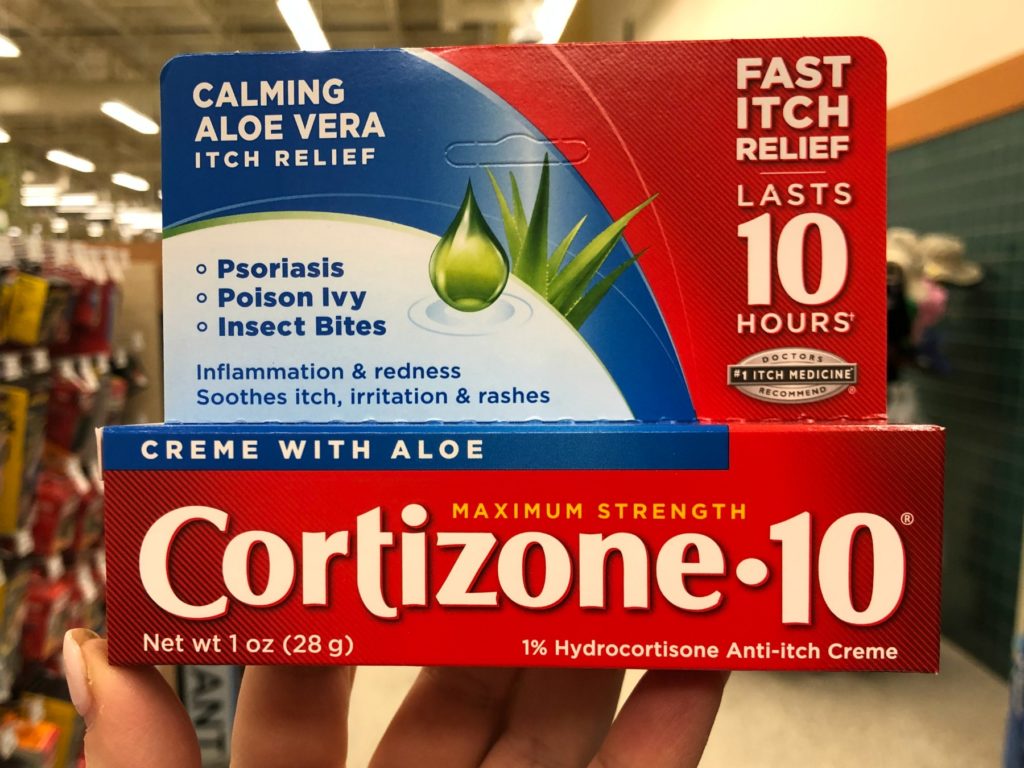 CALMING
ALOE VERA
ITCH RELIEF
Psoriasis
Poison Ivy
Insect Bites
Inflammation & redness
Soothes itch, irritation & rashes
FAST
ITCH
RELIEF
LASTS
10
HOURS†
DOCTORS
#1 ITCH MEDICINE
RECOMMEND
CREME WITH ALOE
MAXIMUM STRENGTH
Cortizone•10®
Net wt 1 oz (28 g)
1% Hydrocortisone Anti-itch Creme
ANT